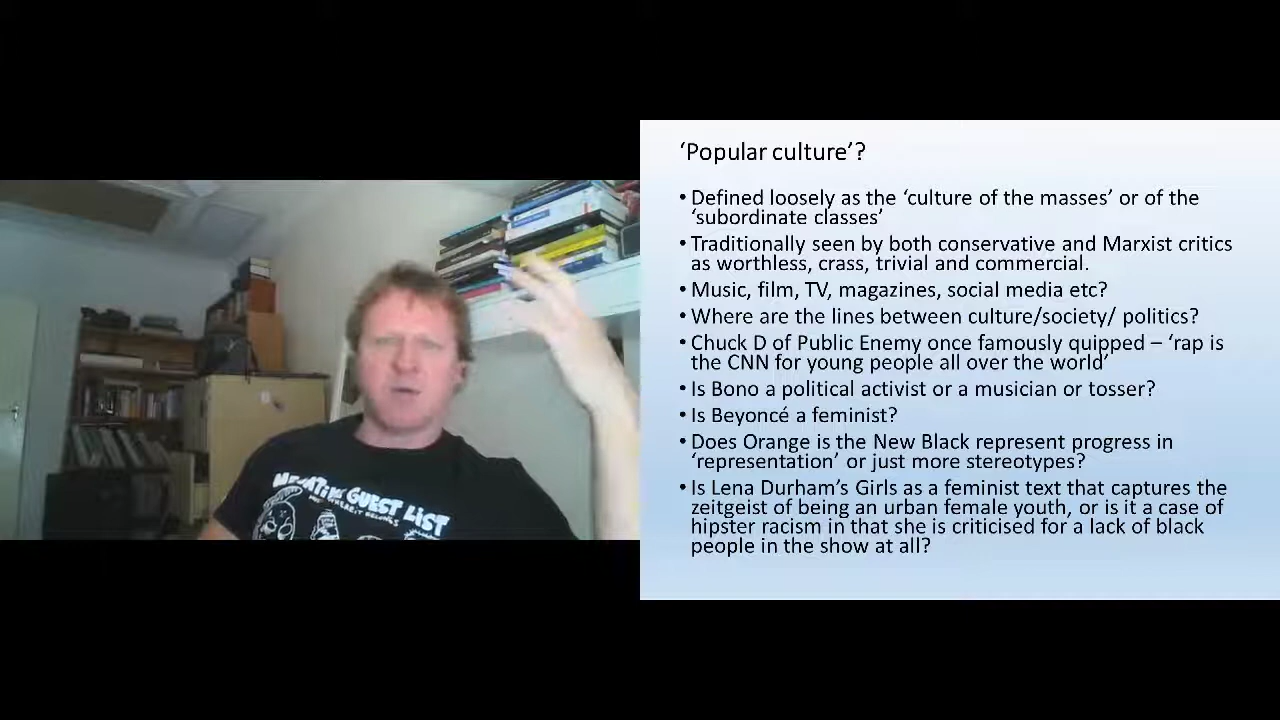 ‘Popular culture’?
• Defined loosely as the ‘culture of the masses’ or of the
‘subordinate classes’
• Traditionally seen by both conservative and Marxist critics
as worthless, crass, trivial and commercial.
• Music, film, TV, magazines, social media etc?
• Where are the lines between culture/society/ politics?
• Chuck D of Public Enemy once famously quipped – ‘rap is
the CNN for young people all over the world’
• Is Bono a political activist or a musician or tosser?
• Is Beyoncé a feminist?
• Does Orange is the New Black represent progress in
‘representation’ or just more stereotypes?
• Is Lena Durham’s Girls as a feminist text that captures the
zeitgeist of being an urban female youth, or is it a case of
hipster racism in that she is criticised for a lack of black
people in the show at all?
GUEST LIST